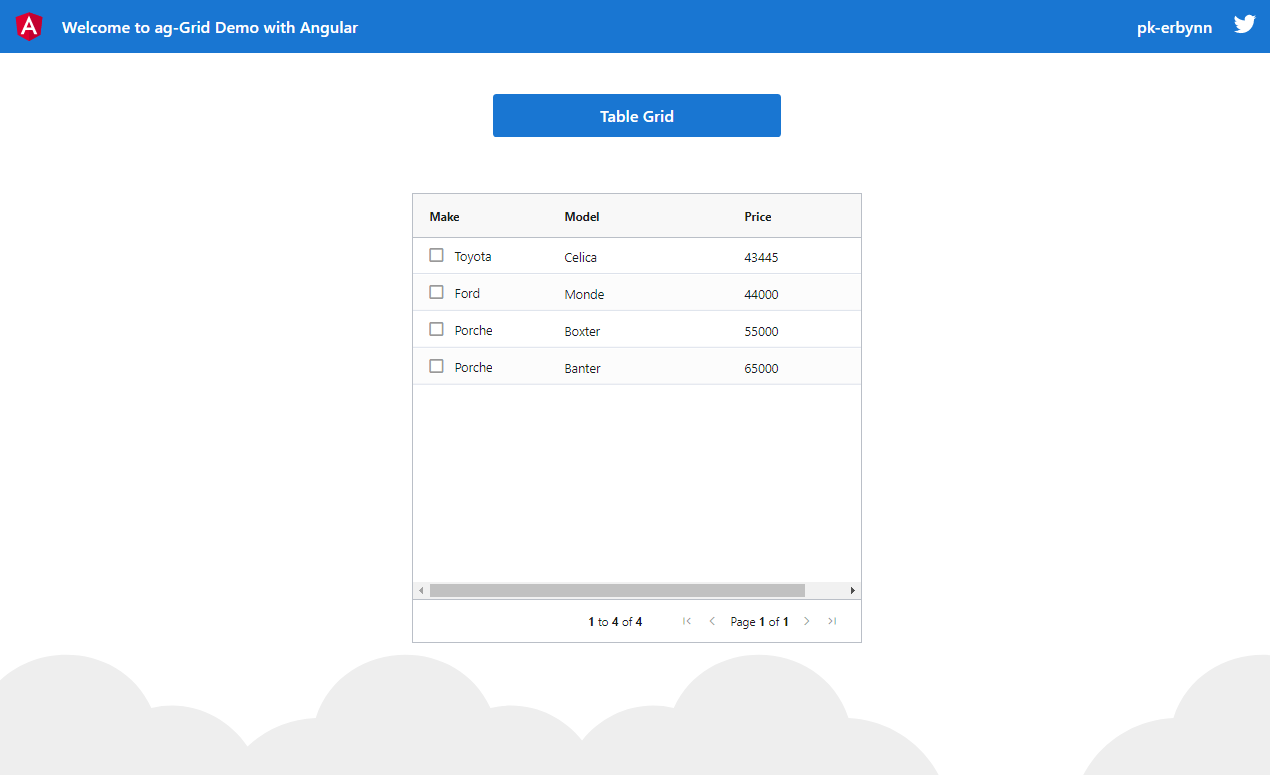 Welcome to ag-Grid Demo with Angular pk-erbynn
Table Grid
Make Model Price
Toyota Celica 43445
Ford Monde 44000
Porche Boxter 55000
Porche Banter 65000
1 to 4 of 4 Page 1 of 1